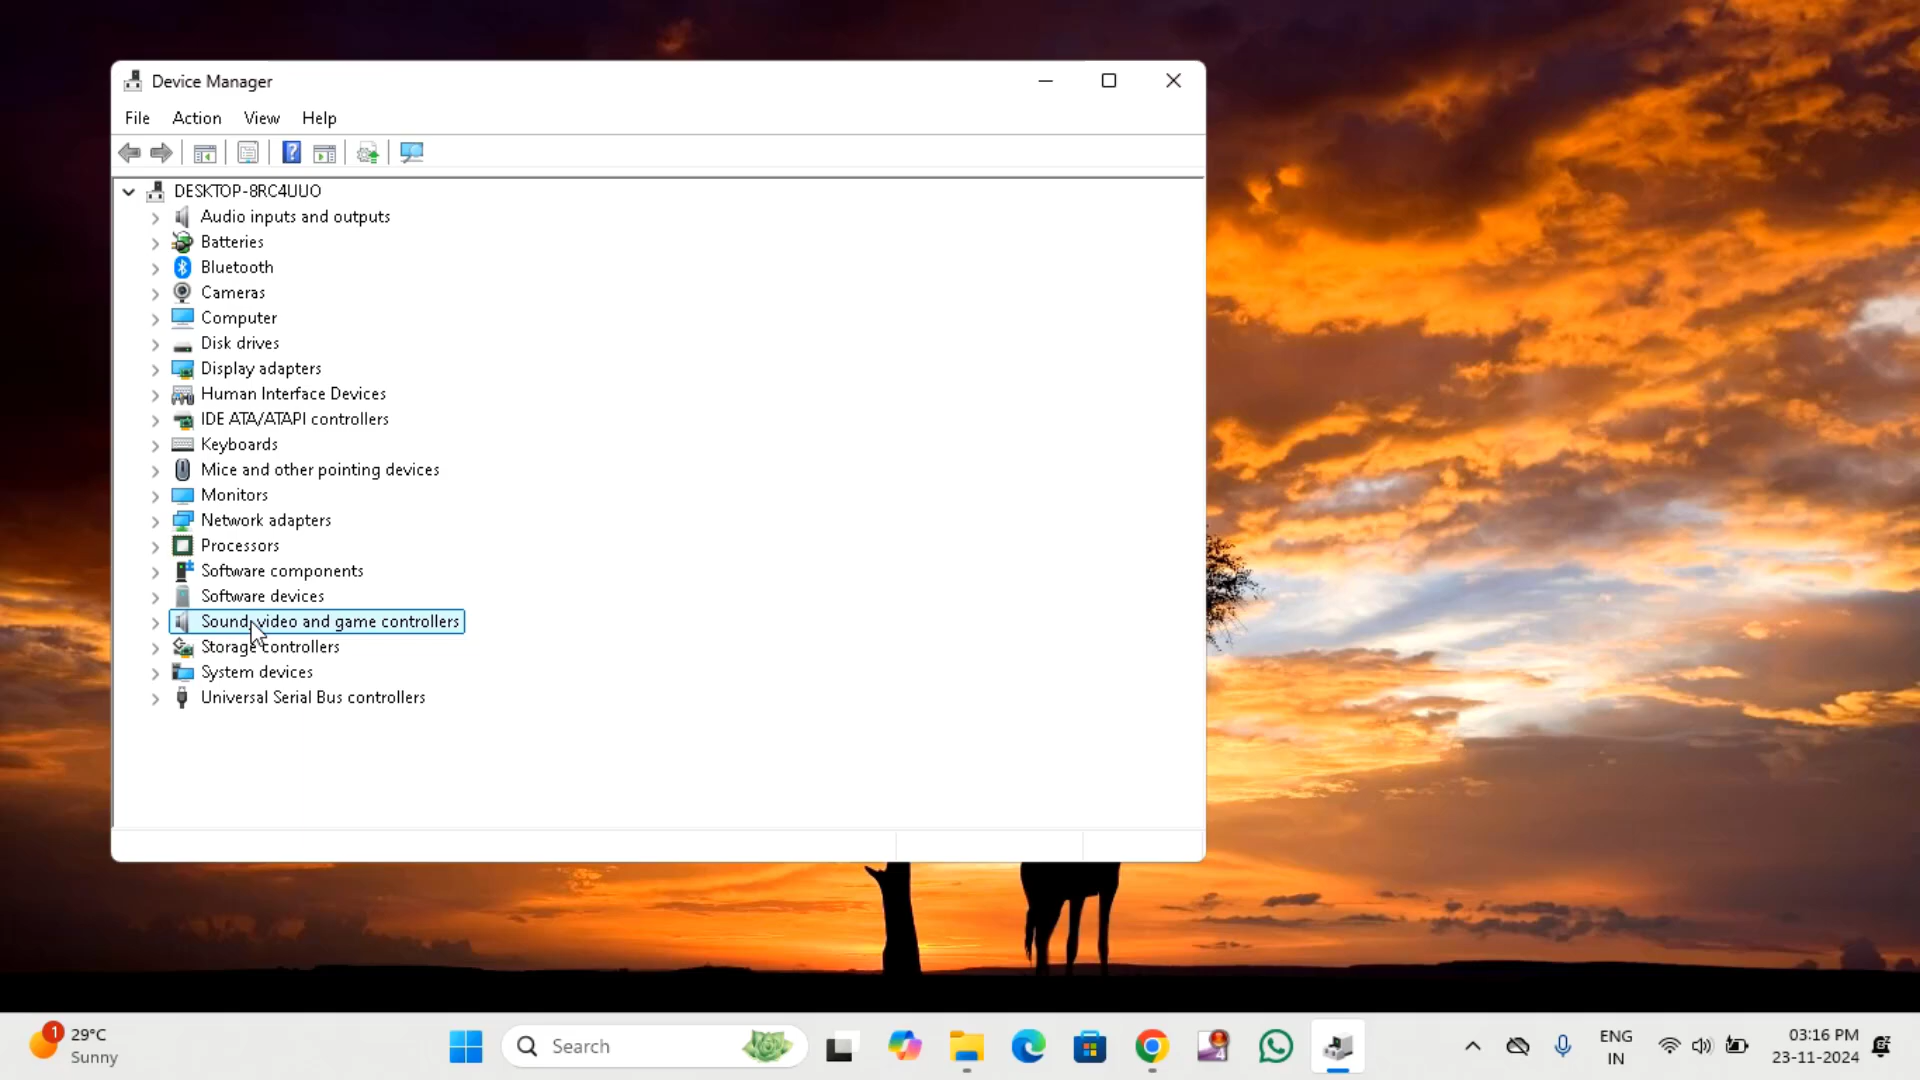 Device Manager
File Action View Help
?
DESKTOP-8RC4UUO
Audio inputs and outputs
Batteries
Bluetooth
Cameras
Computer
Disk drives
Display adapters
Human Interface Devices
IDE ATA/ATAPI controllers
Keyboards
Mice and other pointing devices
Monitors
Network adapters
Processors
Software components
Software devices
Sound, video and game controllers
Storage controllers
System devices
Universal Serial Bus controllers
1 29°C
Sunny
Search
4
ENG
IN
03:16 PM
23-11-2024